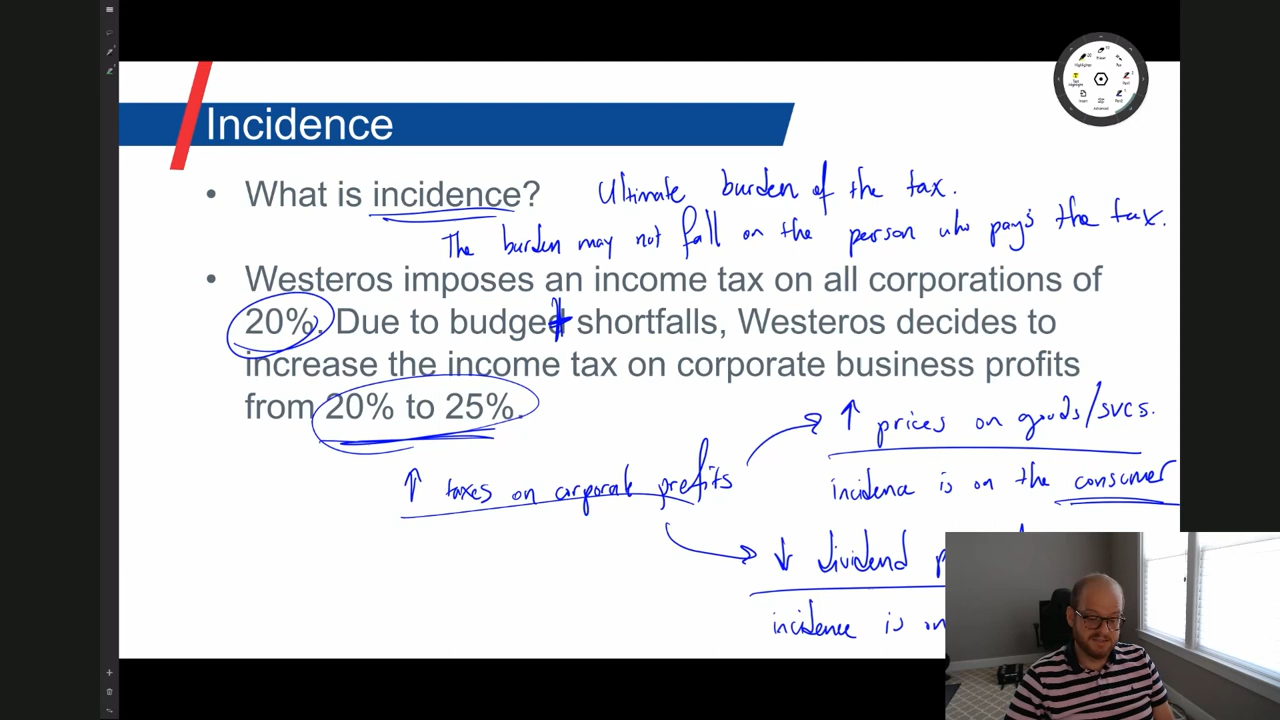 Incidence
• What is incidence? Ultimate burden of the tax.
The burden may not fall on the person who pays the tax.
• Westeros imposes an income tax on all corporations of
20%. Due to budget shortfalls, Westeros decides to
increase the income tax on corporate business profits
from 20% to 25%.
↑ prices on goods/svcs.
↑ taxes on corporate profits
incidence is on the consumer
↓ dividend
incidence is on